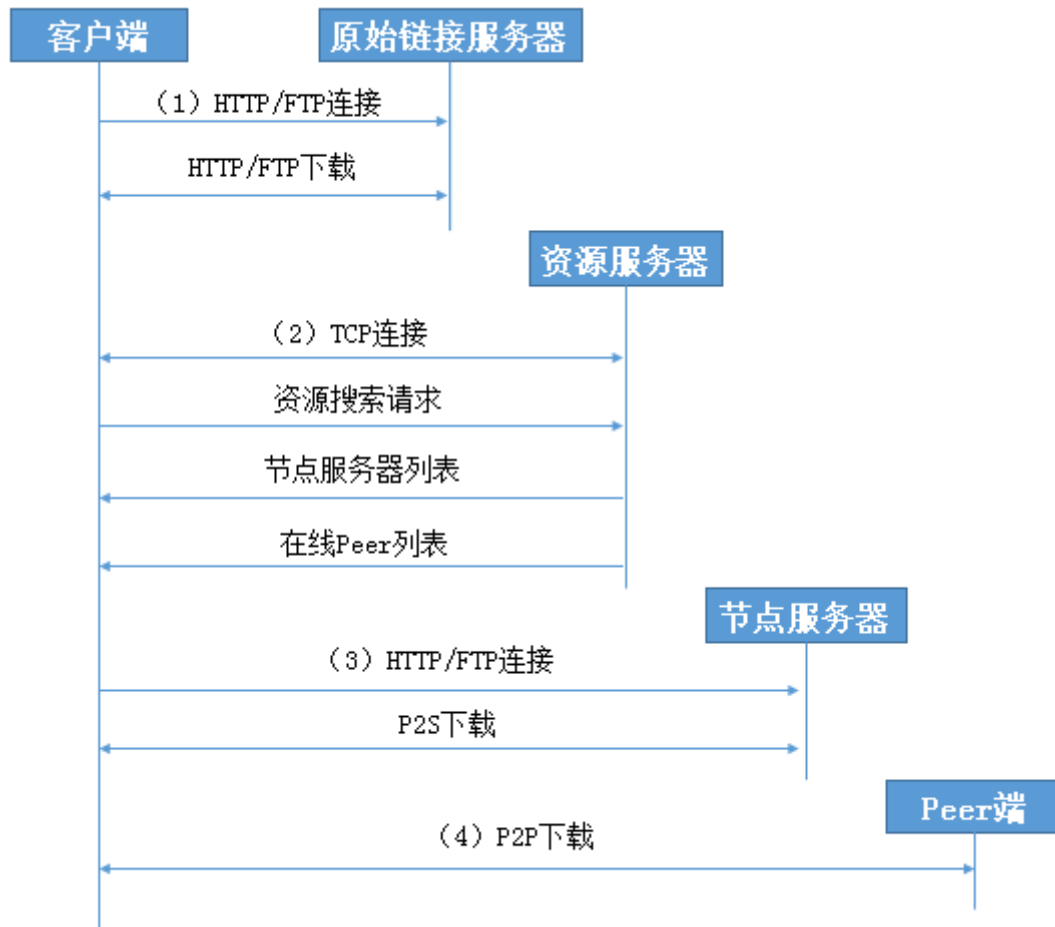 客户端
原始链接服务器
（1）HTTP/FTP连接
HTTP/FTP下载
资源服务器
（2）TCP连接
资源搜索请求
节点服务器列表
在线Peer列表
节点服务器
（3）HTTP/FTP连接
P2S下载
Peer端
（4）P2P下载